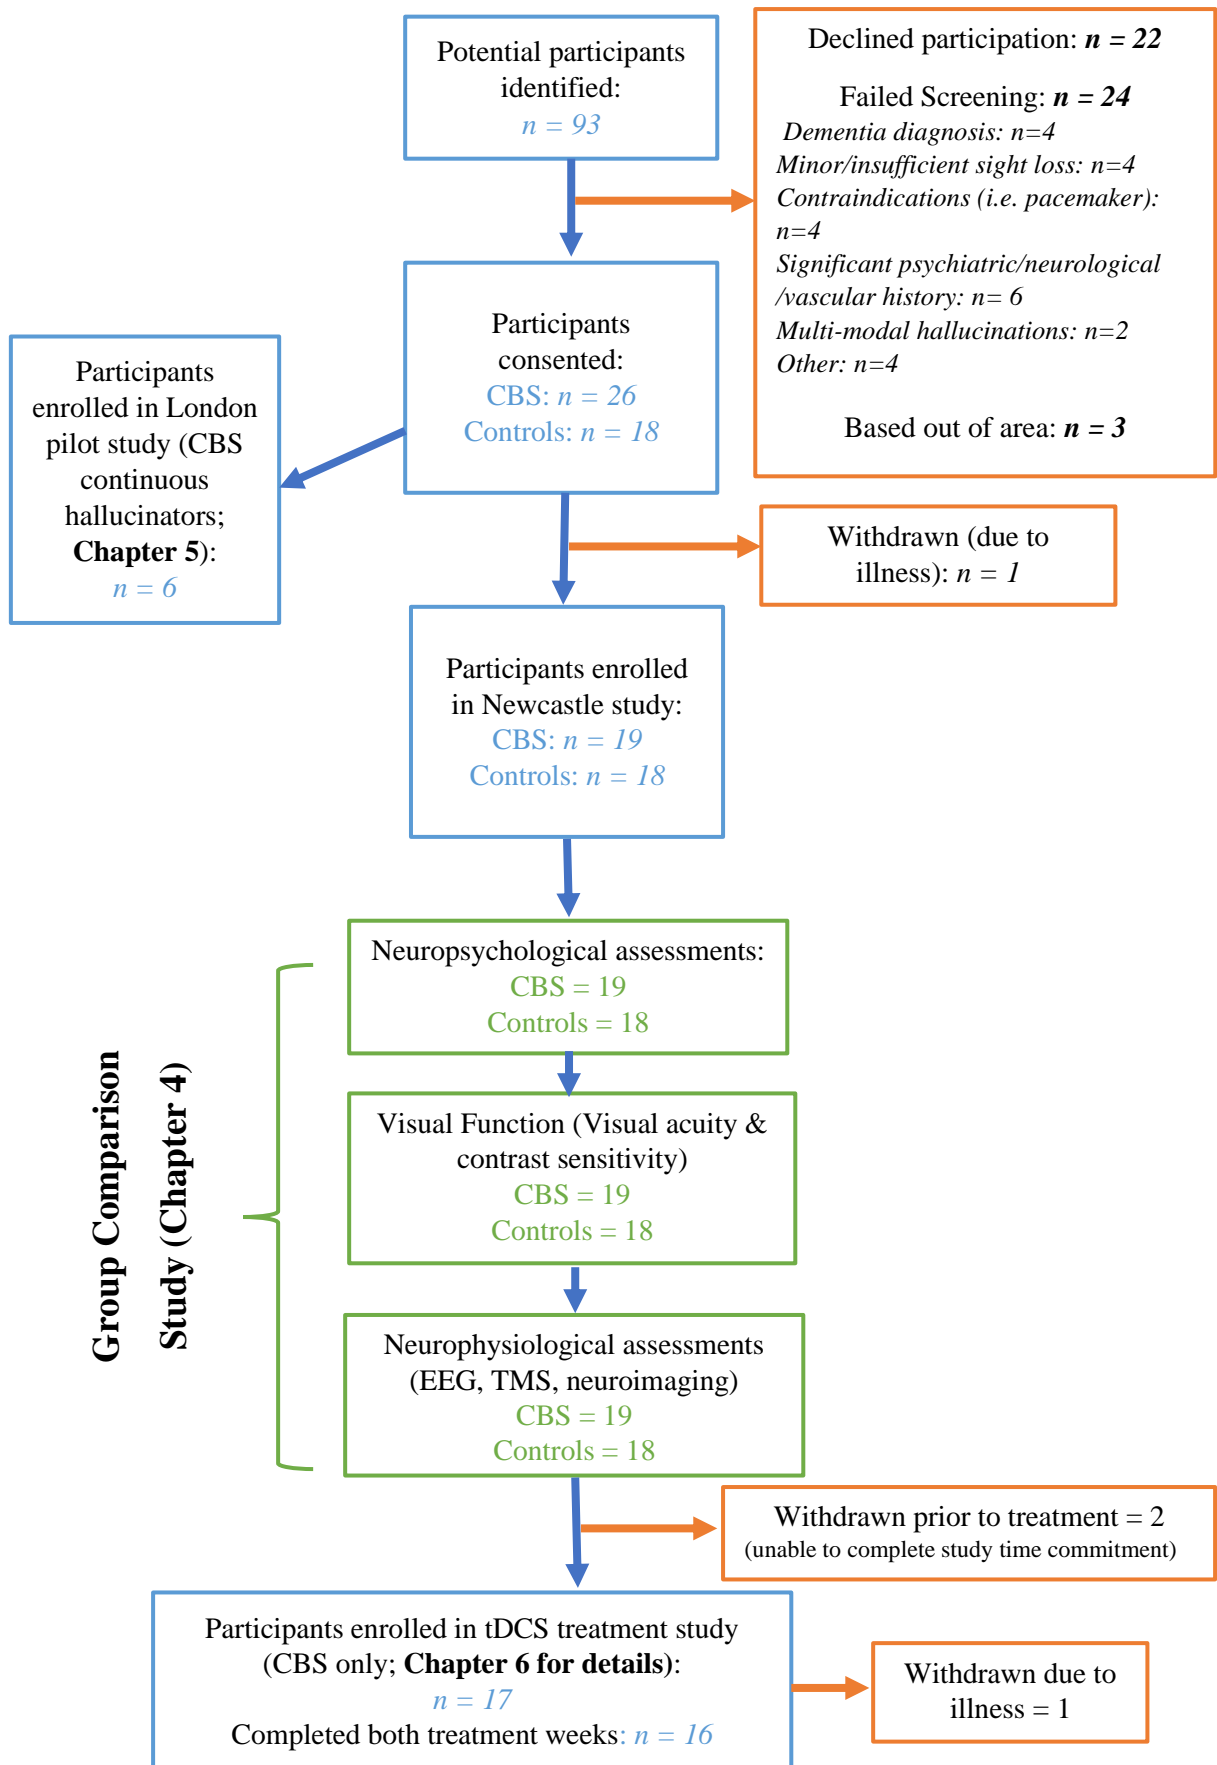 Potential participants
identified:
n = 93
Declined participation: n = 22
Failed Screening: n = 24
Dementia diagnosis: n=4
Minor/insufficient sight loss: n=4
Contraindications (i.e. pacemaker):
n=4
Significant psychiatric/neurological
/vascular history: n= 6
Multi-modal hallucinations: n=2
Other: n=4
Based out of area: n = 3
Participants
consented:
CBS: n = 26
Controls: n = 18
Participants
enrolled in London
pilot study (CBS
continuous
hallucinators;
Chapter 5):
n = 6
Withdrawn (due to
illness): n = 1
Participants enrolled
in Newcastle study:
CBS: n = 19
Controls: n = 18
Group Comparison
Study (Chapter 4)
Neuropsychological assessments:
CBS = 19
Controls = 18
Visual Function (Visual acuity &
contrast sensitivity)
CBS = 19
Controls = 18
Neurophysiological assessments
(EEG, TMS, neuroimaging)
CBS = 19
Controls = 18
Withdrawn prior to treatment = 2
(unable to complete study time commitment)
Participants enrolled in tDCS treatment study
(CBS only; Chapter 6 for details):
n = 17
Completed both treatment weeks: n = 16
Withdrawn due to
illness = 1